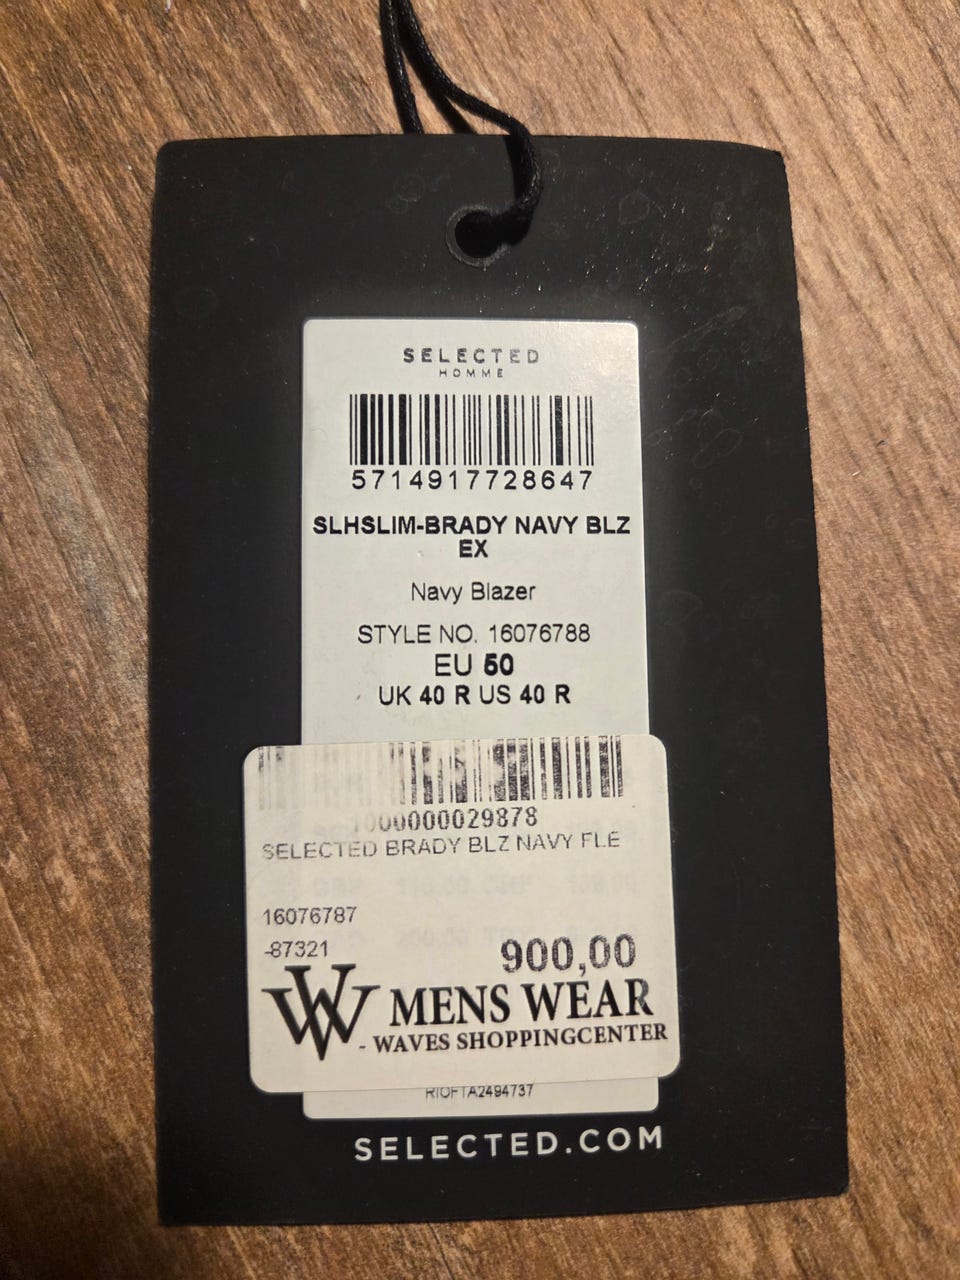 SELECTED
HOMME
5714917728647
SLHSLIM-BRADY NAVY BLZ
EX
Navy Blazer
STYLE NO. 16076788
EU 50
UK 40 R US 40 R
1000000029878
SELECTED BRADY BLZ NAVY FLE
16076787
-87321
900,00
W MENS WEAR
- WAVES SHOPPINGCENTER
RIOFTA2494737
SELECTED.COM